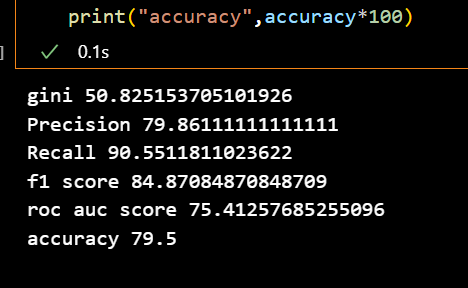 print("accuracy",accuracy*100)
]
0.1s
gini 50.825153705101926
Precision 79.86111111111111
Recall 90.5511811023622
f1 score 84.87084870848709
roc auc score 75.41257685255096
accuracy 79.5